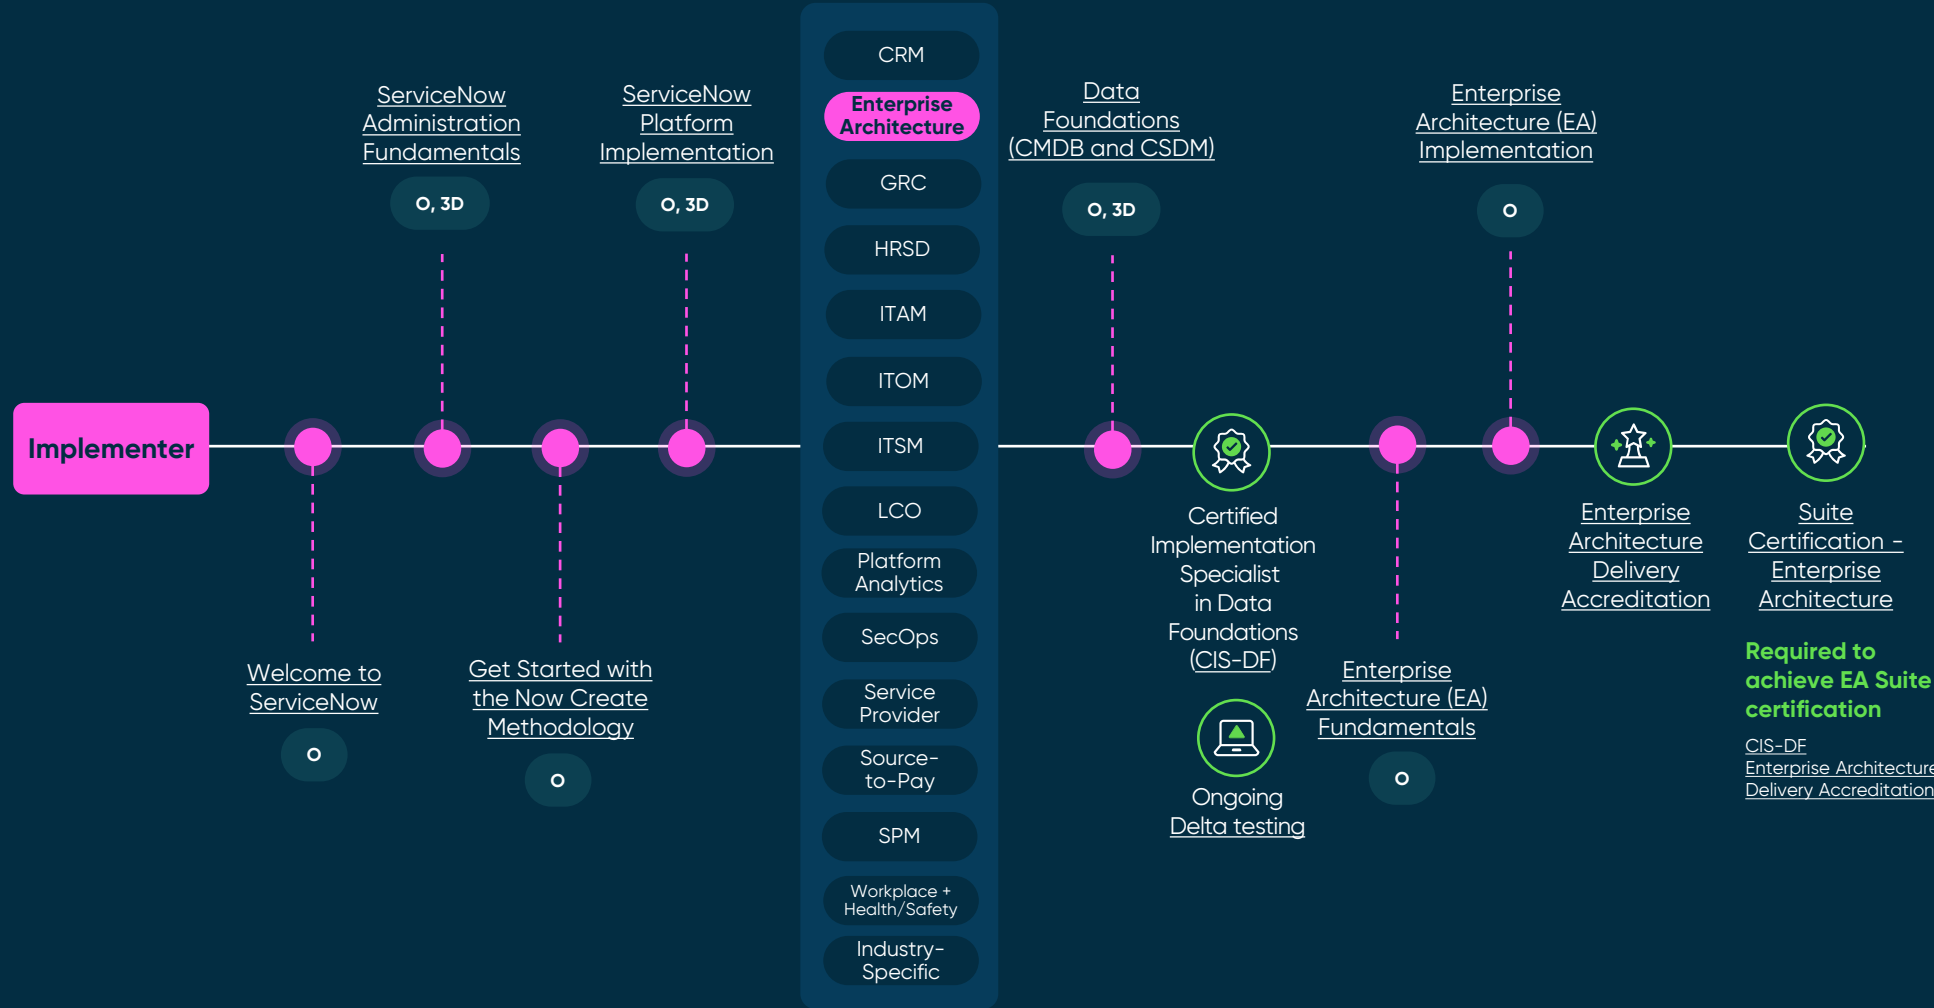 Implementer
Welcome to
ServiceNow
O
ServiceNow
Administration
Fundamentals
O, 3D
Get Started with
the Now Create
Methodology
O
ServiceNow
Platform
Implementation
O, 3D
CRM
Enterprise
Architecture
GRC
HRSD
ITAM
ITOM
ITSM
LCO
Platform
Analytics
SecOps
Service
Provider
Source-
to-Pay
SPM
Workplace +
Health/Safety
Industry-
Specific
Data
Foundations
(CMDB and CSDM)
O, 3D
Certified
Implementation
Specialist
in Data
Foundations
(CIS-DF)
Ongoing
Delta testing
Enterprise
Architecture (EA)
Fundamentals
O
Enterprise
Architecture (EA)
Implementation
O
Enterprise
Architecture
Delivery
Accreditation
Suite
Certification -
Enterprise
Architecture
Required to
achieve EA Suite
certification
CIS-DF
Enterprise Architecture
Delivery Accreditation